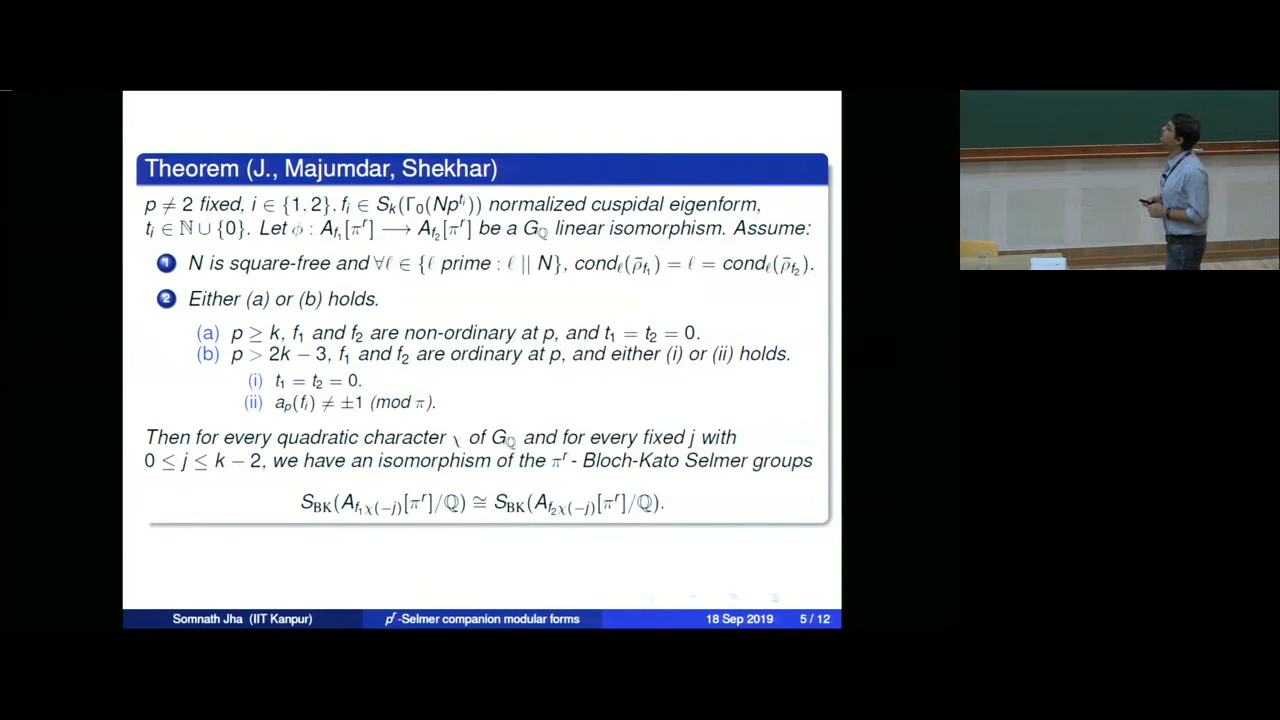 Theorem (J., Majumdar, Shekhar)
p ≠ 2 fixed, i ∈ {1, 2}. f_i ∈ S_k(Γ_0(Np^{t_i})) normalized cuspidal eigenform,
t_i ∈ ℕ ∪ {0}. Let φ : A_{f_1}[π^r] ⟶ A_{f_2}[π^r] be a G_ℚ linear isomorphism. Assume:
1 N is square-free and ∀ℓ ∈ {ℓ prime : ℓ || N}, cond_ℓ(ρ̄_{f_1}) = ℓ = cond_ℓ(ρ̄_{f_2}).
2 Either (a) or (b) holds.
(a) p ≥ k, f_1 and f_2 are non-ordinary at p, and t_1 = t_2 = 0.
(b) p > 2k − 3, f_1 and f_2 are ordinary at p, and either (i) or (ii) holds.
(i) t_1 = t_2 = 0.
(ii) a_p(f_i) ≠ ±1 (mod π).
Then for every quadratic character χ of G_ℚ and for every fixed j with
0 ≤ j ≤ k − 2, we have an isomorphism of the π^r - Bloch-Kato Selmer groups
S_BK(A_{f_1χ(−j)}[π^r]/ℚ) ≅ S_BK(A_{f_2χ(−j)}[π^r]/ℚ).
Somnath Jha (IIT Kanpur) p^r-Selmer companion modular forms 18 Sep 2019 5 / 12